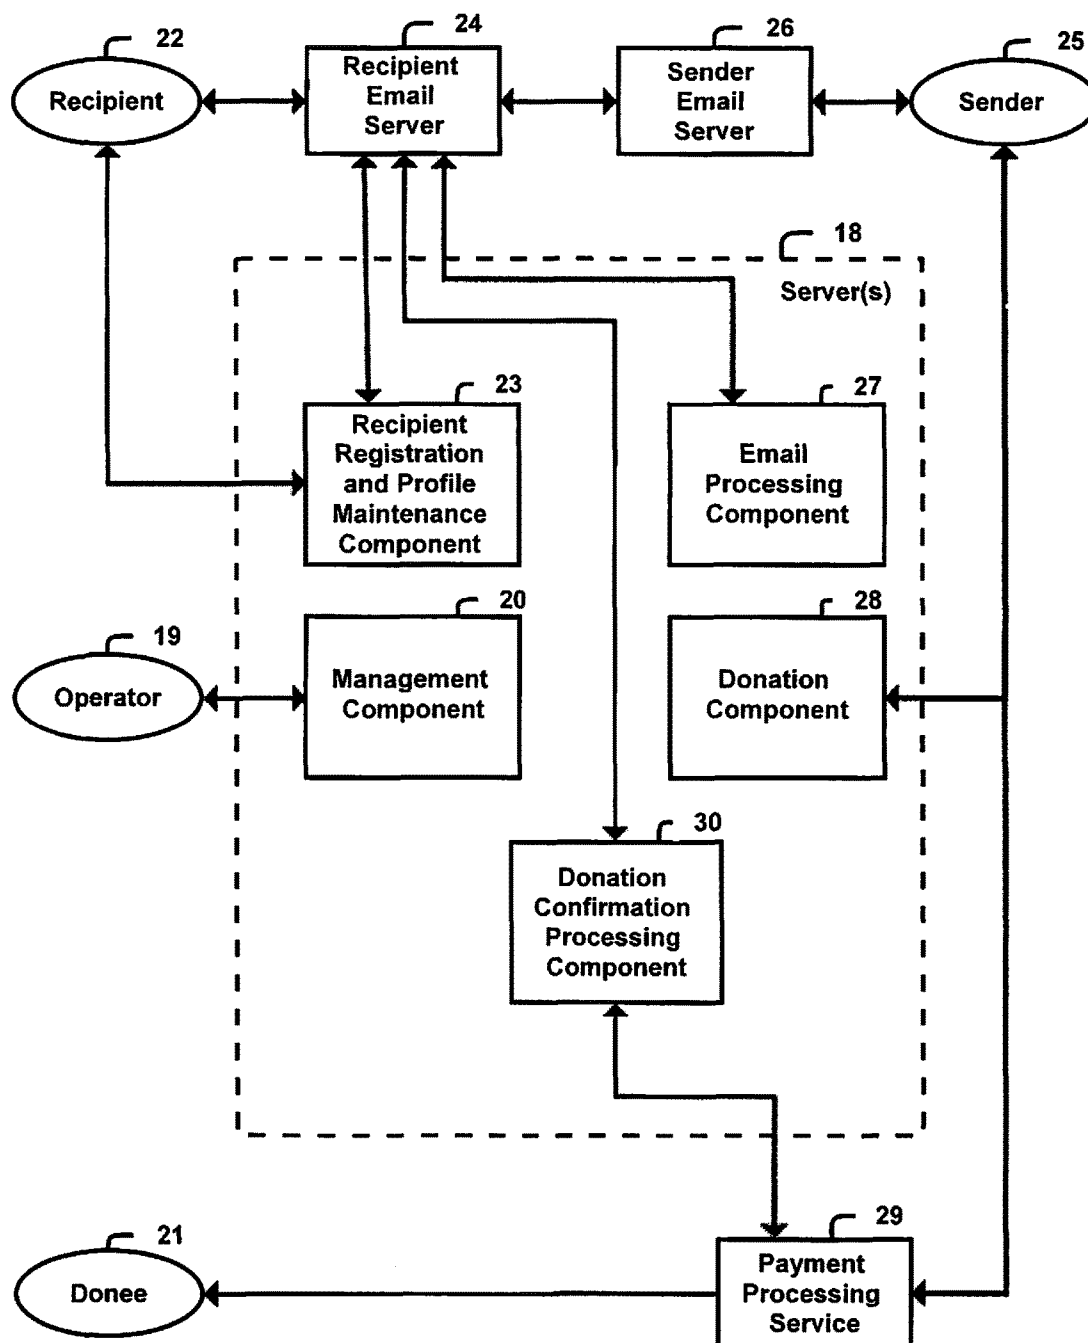 22
24
26
25
Recipient
Recipient
Email
Server
Sender
Email
Server
Sender
18
Server(s)
23
27
Recipient
Registration
and Profile
Maintenance
Component
Email
Processing
Component
20
28
19
Operator
Management
Component
Donation
Component
30
Donation
Confirmation
Processing
Component
21
29
Donee
Payment
Processing
Service